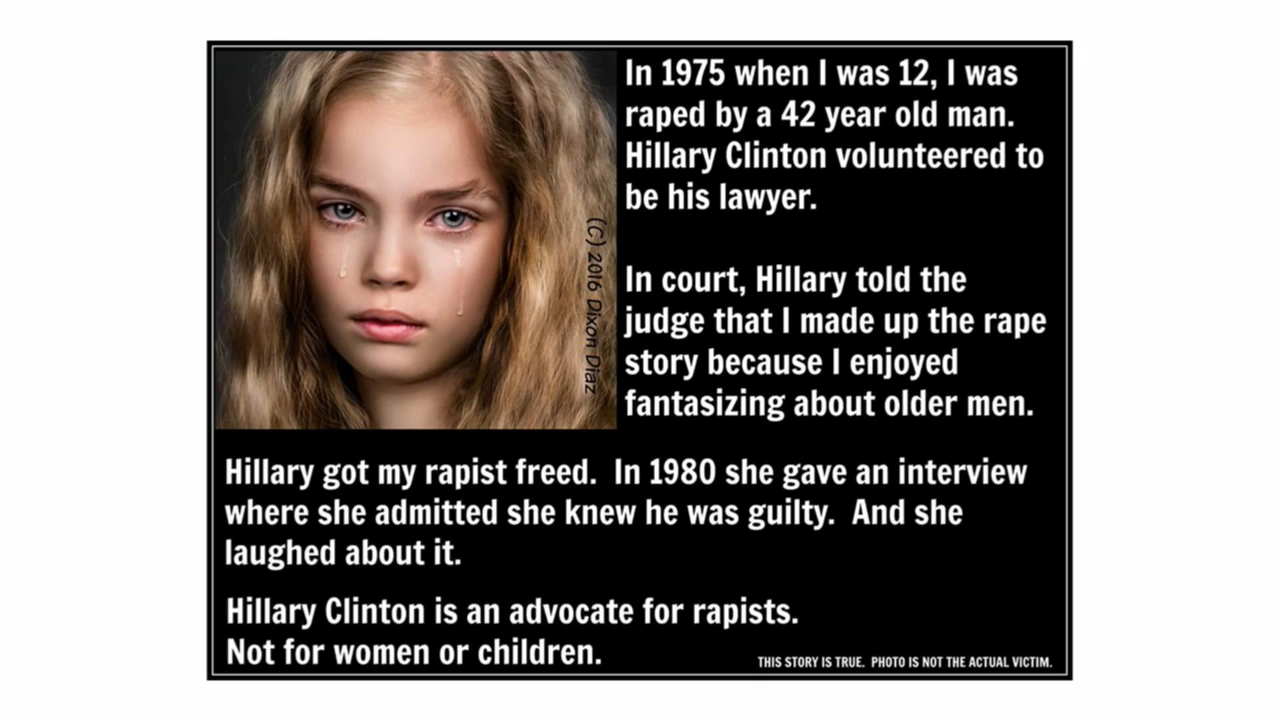 In 1975 when I was 12, I was
raped by a 42 year old man.
Hillary Clinton volunteered to
be his lawyer.
In court, Hillary told the
judge that I made up the rape
story because I enjoyed
fantasizing about older men.
(C) 2016 Dixon Diaz
Hillary got my rapist freed. In 1980 she gave an interview
where she admitted she knew he was guilty. And she
laughed about it.
Hillary Clinton is an advocate for rapists.
Not for women or children.
THIS STORY IS TRUE. PHOTO IS NOT THE ACTUAL VICTIM.